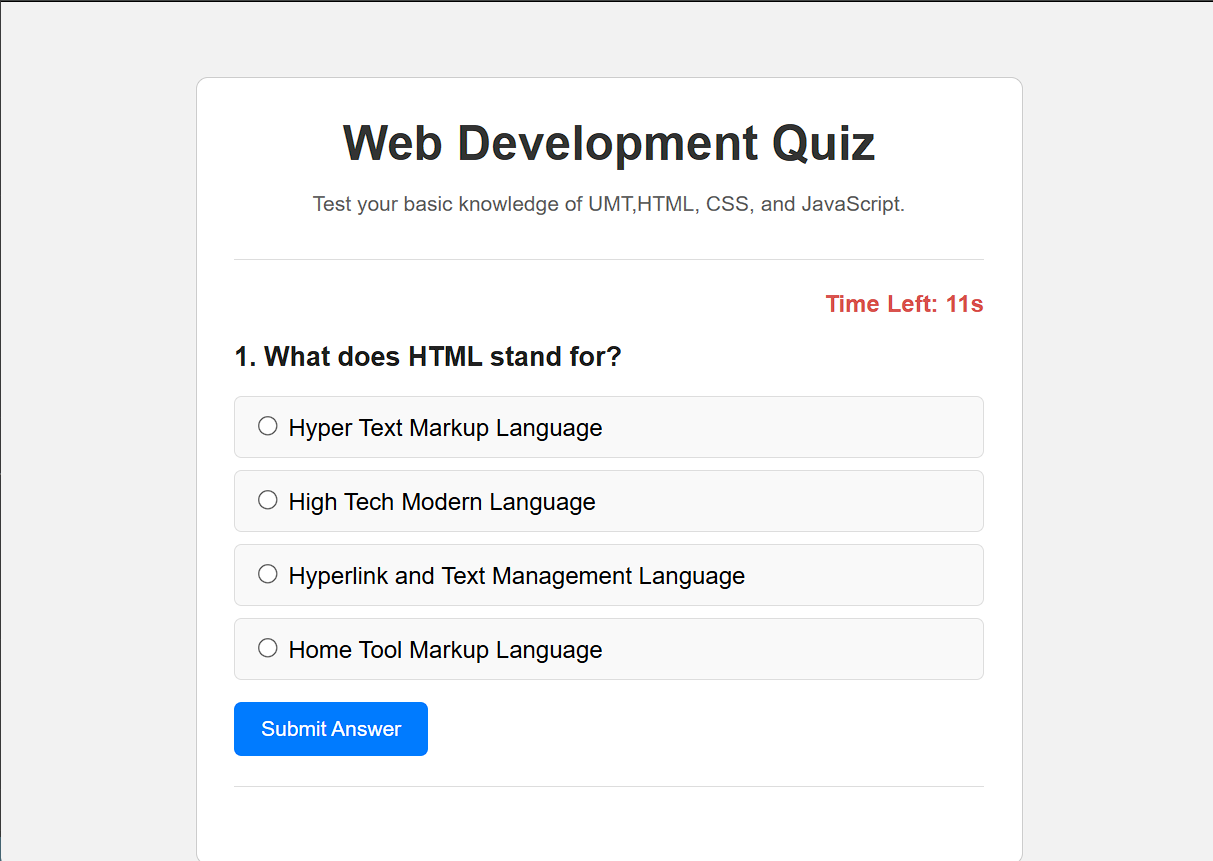 Web Development Quiz
Test your basic knowledge of UMT,HTML, CSS, and JavaScript.
Time Left: 11s
1. What does HTML stand for?
Hyper Text Markup Language
High Tech Modern Language
Hyperlink and Text Management Language
Home Tool Markup Language
Submit Answer